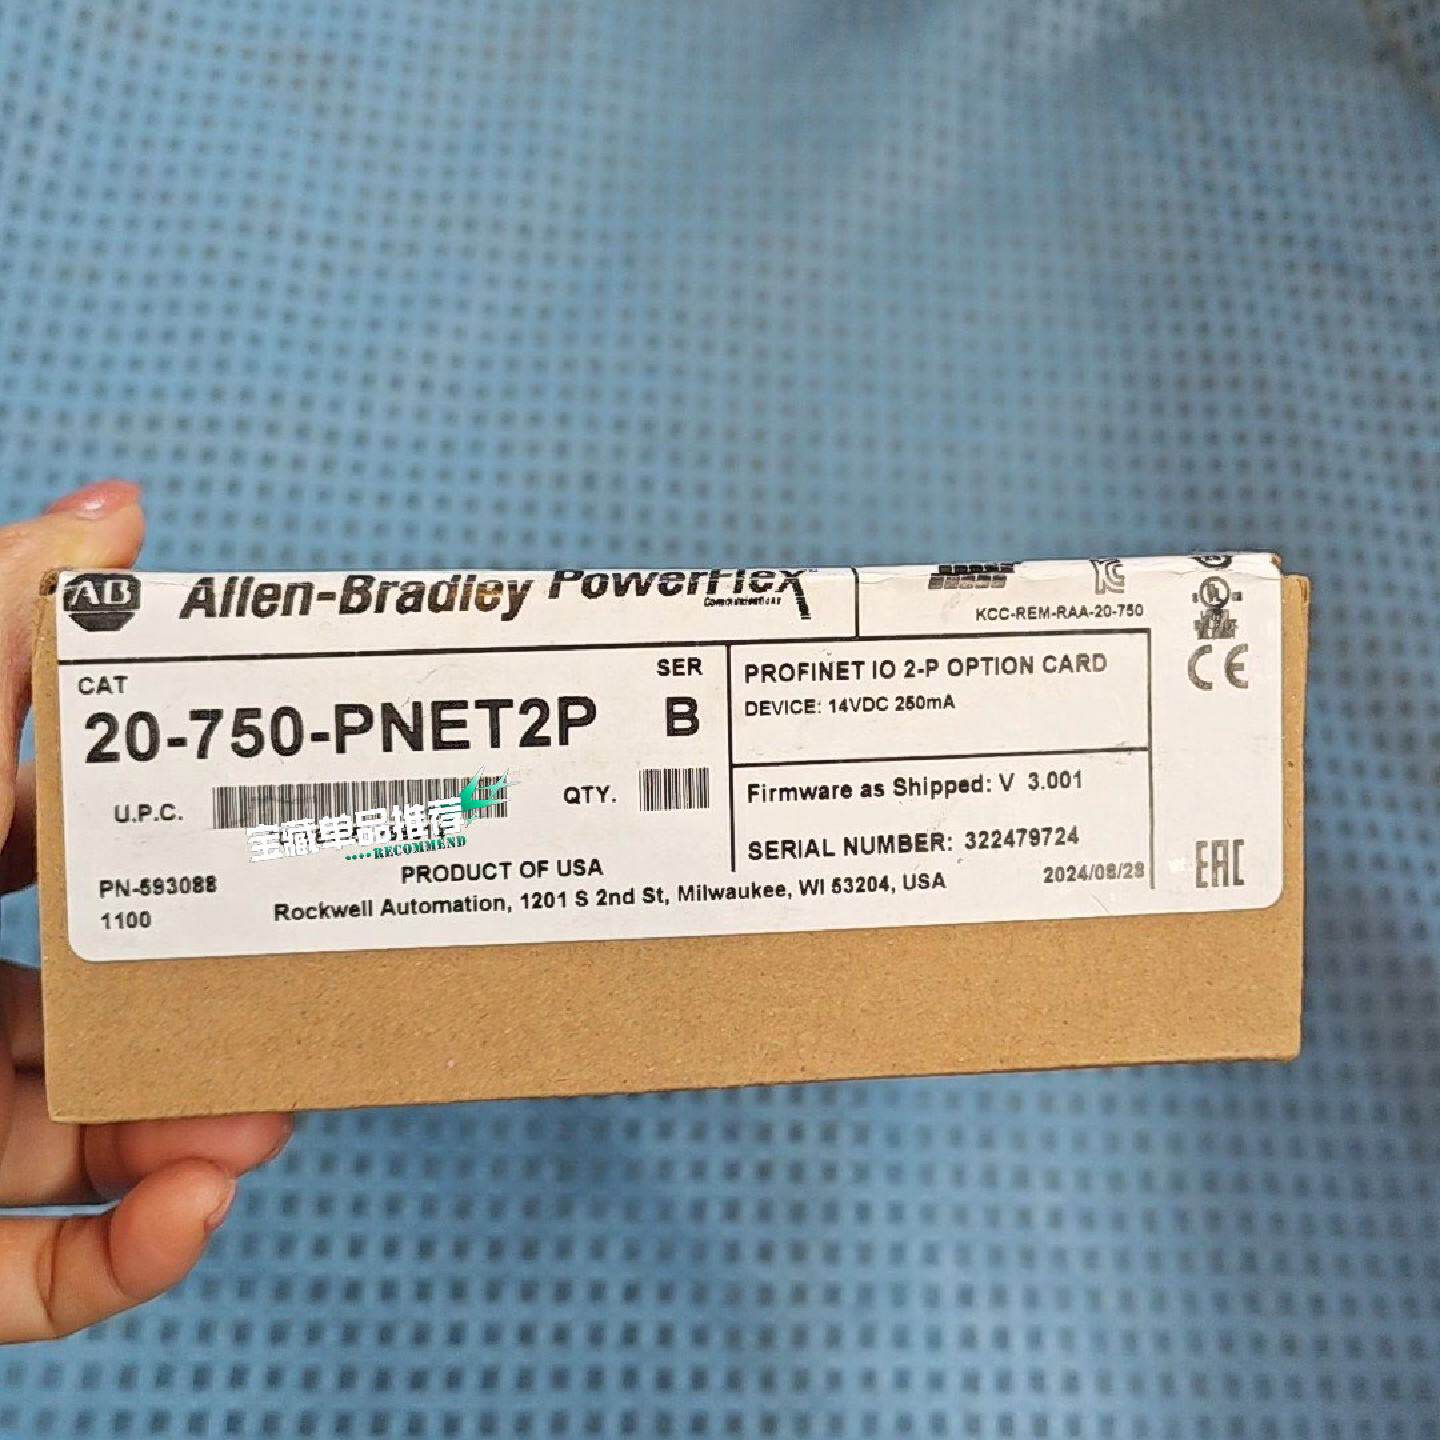 AB Allen-Bradley PowerFlex
KCC-REM-RAA-20-750
CAT
SER
20-750-PNET2P B
PROFINET IO 2-P OPTION CARD
DEVICE: 14VDC 250mA
U.P.C.
QTY.
Firmware as Shipped: V 3.001
宝藏单品推荐
....RECOMMEND
SERIAL NUMBER: 322479724
2024/08/28
PN-593088
1100
PRODUCT OF USA
Rockwell Automation, 1201 S 2nd St, Milwaukee, WI 53204, USA
UL
CE
EAC